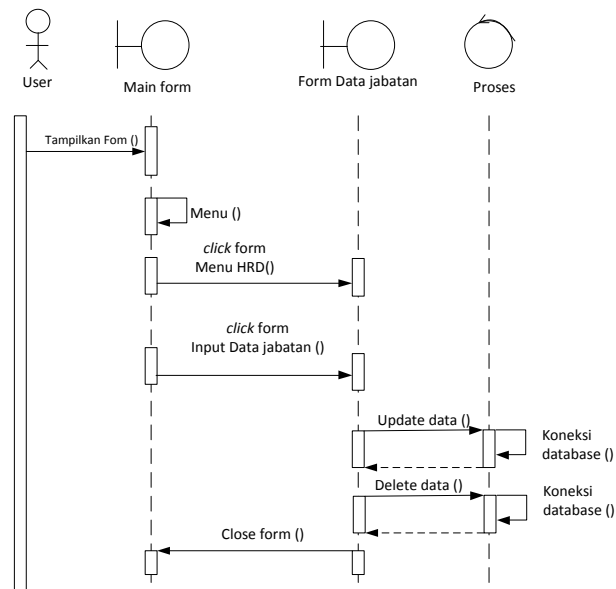 User
Main form
Form Data jabatan
Proses
Tampilkan Fom ()
Menu ()
click form
Menu HRD()
click form
Input Data jabatan ()
Update data ()
Koneksi
database ()
Delete data ()
Koneksi
database ()
Close form ()